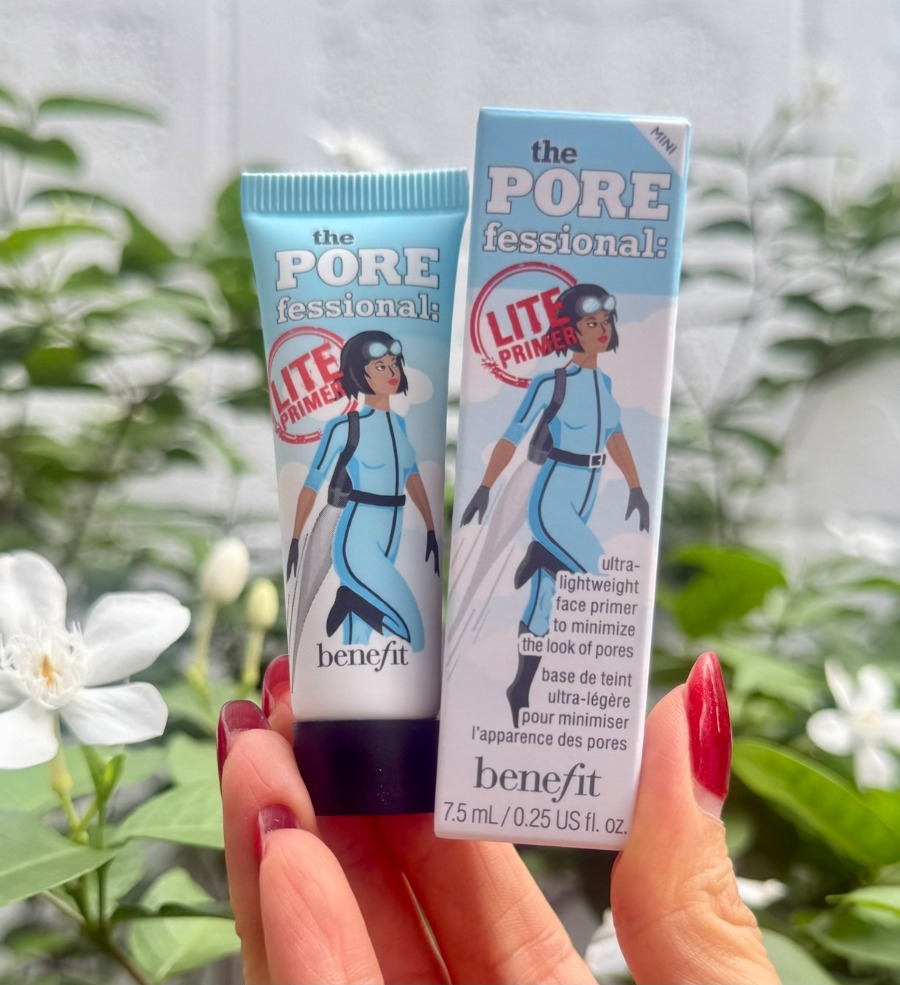 the
PORE
fessional:
LITE
PRIMER
benefit
MINI
the
PORE
fessional:
LITE
PRIMER
ultra-
lightweight
face primer
to minimize
the look of pores
base de teint
ultra-légère
pour minimiser
l'apparence des pores
benefit
7.5 mL / 0.25 US fl. oz.